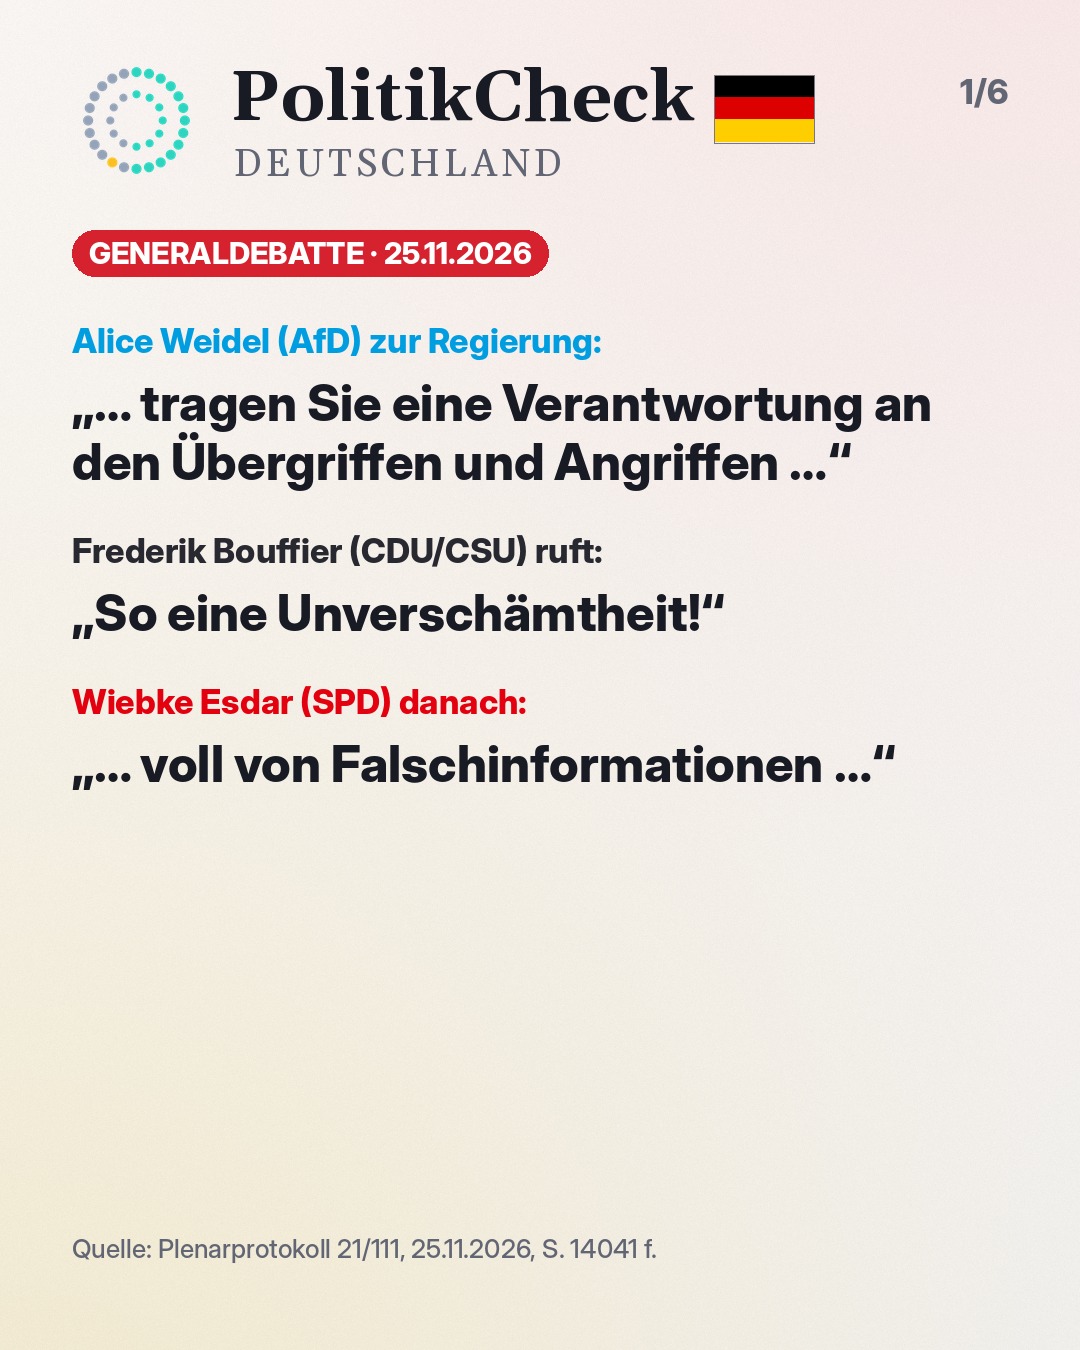 PolitikCheck
1/6
DEUTSCHLAND
GENERALDEBATTE · 25.11.2026
Alice Weidel (AfD) zur Regierung:
„… tragen Sie eine Verantwortung an
den Übergriffen und Angriffen …“
Frederik Bouffier (CDU/CSU) ruft:
„So eine Unverschämtheit!“
Wiebke Esdar (SPD) danach:
„… voll von Falschinformationen …“
Quelle: Plenarprotokoll 21/111, 25.11.2026, S. 14041 f.